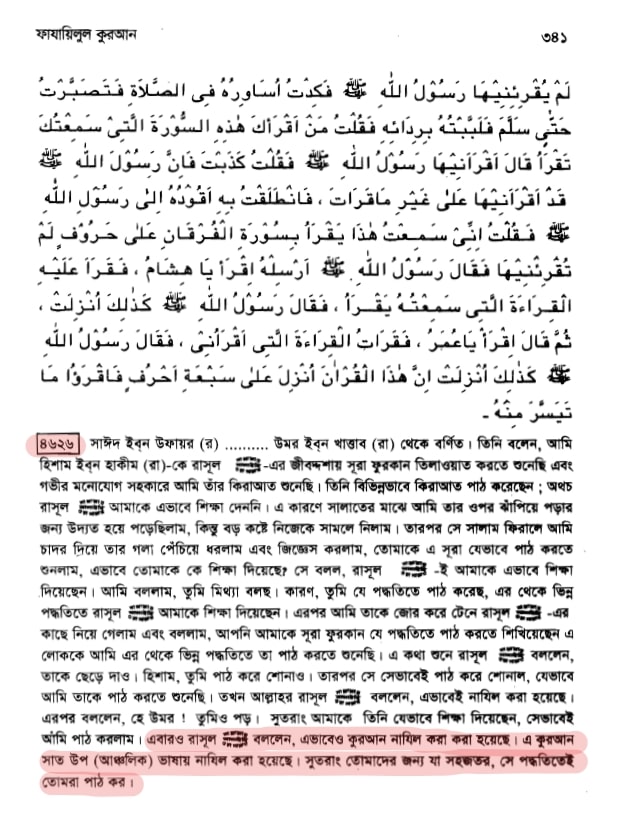 ফাযায়িলুল কুরআন ৩৪১
لَمْ يُقْرِئْنِيْهَا رَسُوْلُ اللّٰهِ ﷺ فَكِدْتُ أُسَاوِرُهُ فِى الصَّلَاةِ فَتَصَبَّرْتُ
حَتّٰى سَلَّمَ فَلَبَّبْتُهُ بِرِدَائِهِ فَقُلْتُ مَنْ اَقْرَأَكَ هٰذِهِ السُّوْرَةَ الَّتِىْ سَمِعْتُكَ
تَقْرَأُ قَالَ اَقْرَأَنِيْهَا رَسُوْلُ اللّٰهِ ﷺ فَقُلْتُ كَذَبْتَ فَاِنَّ رَسُوْلَ اللّٰهِ ﷺ
قَدْ اَقْرَأَنِيْهَا عَلٰى غَيْرِ مَاقَرَأْتَ ، فَانْطَلَقْتُ بِهِ اَقُوْدُهُ اِلٰى رَسُوْلِ اللّٰهِ
ﷺ فَقُلْتُ اِنِّىْ سَمِعْتُ هٰذَا يَقْرَأُ بِسُوْرَةِ الْفُرْقَانِ عَلٰى حُرُوْفٍ لَمْ
تُقْرِئْنِيْهَا فَقَالَ رَسُوْلُ اللّٰهِ ﷺ اَرْسِلْهُ اِقْرَأْ يَا هِشَامُ ، فَقَرَأَ عَلَيْهِ
الْقِرَاءَةَ الَّتِى سَمِعْتُهُ يَقْرَأُ ، فَقَالَ رَسُوْلُ اللّٰهِ ﷺ كَذٰلِكَ اُنْزِلَتْ ،
ثُمَّ قَالَ اِقْرَأْ يَاعُمَرُ ، فَقَرَأْتُ الْقِرَاءَةَ الَّتِى اَقْرَأَنِىْ ، فَقَالَ رَسُوْلُ اللّٰهِ
ﷺ كَذٰلِكَ اُنْزِلَتْ اِنَّ هٰذَا الْقُرْاٰنَ اُنْزِلَ عَلٰى سَبْعَةِ اَحْرُفٍ فَاقْرَؤُا مَا
تَيَسَّرَ مِنْهُ ـ
৪৬২৬ সাঈদ ইব্‌ন উফায়র (র) .......... উমর ইব্‌ন খাত্তাব (রা) থেকে বর্ণিত। তিনি বলেন, আমি
হিশাম ইব্‌ন হাকীম (রা)-কে রাসূল ﷺ -এর জীবদ্দশায় সূরা ফুরকান তিলাওয়াত করতে শুনেছি এবং
গভীর মনোযোগ সহকারে আমি তাঁর কিরাআত শুনেছি। তিনি বিভিন্নভাবে কিরাআত পাঠ করেছেন ; অথচ
রাসূল ﷺ আমাকে এভাবে শিক্ষা দেননি। এ কারণে সালাতের মাঝে আমি তার ওপর ঝাঁপিয়ে পড়ার
জন্য উদ্যত হয়ে পড়েছিলাম, কিন্তু বড় কষ্টে নিজেকে সামলে নিলাম। তারপর সে সালাম ফিরালে আমি
চাদর দিয়ে তার গলা পেঁচিয়ে ধরলাম এবং জিজ্ঞেস করলাম, তোমাকে এ সূরা যেভাবে পাঠ করতে
শুনলাম, এভাবে তোমাকে কে শিক্ষা দিয়েছে? সে বলল, রাসূল ﷺ -ই আমাকে এভাবে শিক্ষা
দিয়েছেন। আমি বললাম, তুমি মিথ্যা বলছ। কারণ, তুমি যে পদ্ধতিতে পাঠ করেছ, এর থেকে ভিন্ন
পদ্ধতিতে রাসূল ﷺ আমাকে শিক্ষা দিয়েছেন। এরপর আমি তাকে জোর করে টেনে রাসূল ﷺ -এর
কাছে নিয়ে গেলাম এবং বললাম, আপনি আমাকে সূরা ফুরকান যে পদ্ধতিতে পাঠ করতে শিখিয়েছেন এ
লোককে আমি এর থেকে ভিন্ন পদ্ধতিতে তা পাঠ করতে শুনেছি। এ কথা শুনে রাসূল ﷺ বললেন,
তাকে ছেড়ে দাও। হিশাম, তুমি পাঠ করে শোনাও। তারপর সে সেভাবেই পাঠ করে শোনাল, যেভাবে
আমি তাকে পাঠ করতে শুনেছি। তখন আল্লাহর রাসূল ﷺ বললেন, এভাবেই নাযিল করা হয়েছে।
এরপর বললেন, হে উমর ! তুমিও পড়। সুতরাং আমাকে তিনি যেভাবে শিক্ষা দিয়েছেন, সেভাবেই
আমি পাঠ করলাম। এবারও রাসূল ﷺ বললেন, এভাবেও কুরআন নাযিল করা করা হয়েছে। এ কুরআন
সাত উপ (আঞ্চলিক) ভাষায় নাযিল করা হয়েছে। সুতরাং তোমাদের জন্য যা সহজতর, সে পদ্ধতিতেই
তোমরা পাঠ কর।